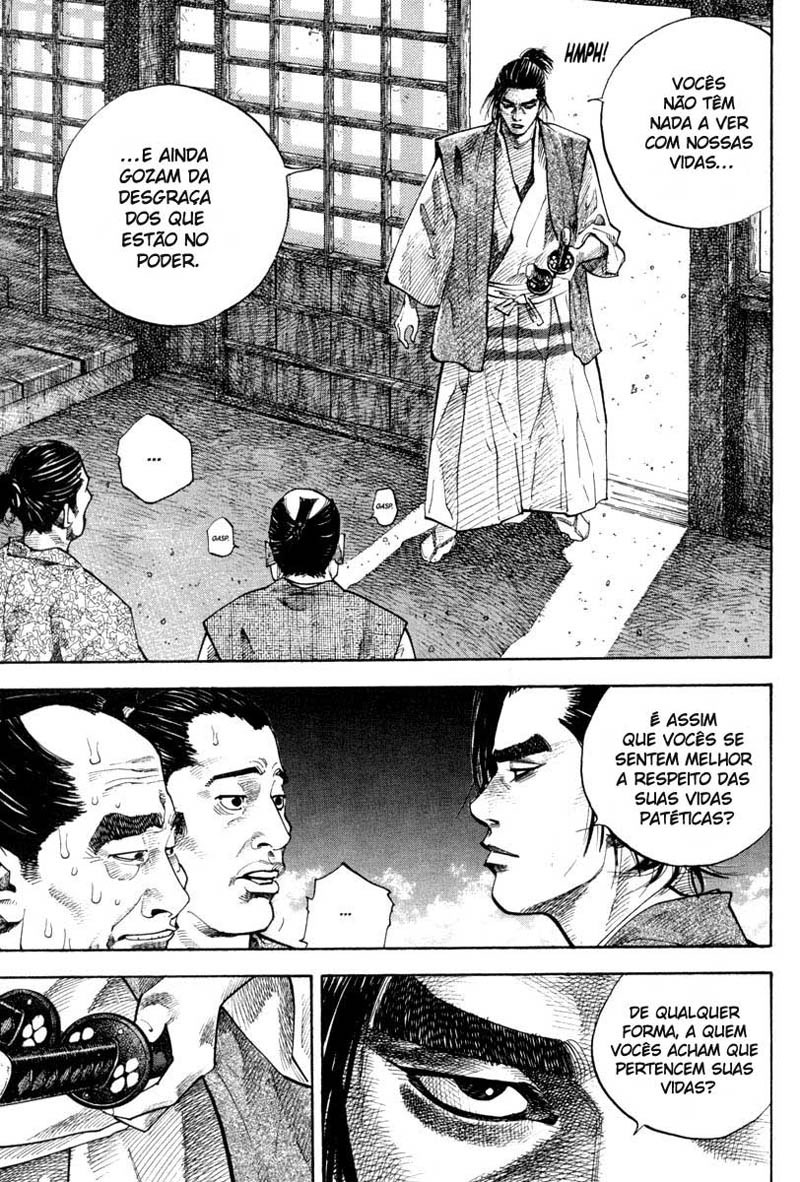 HMPH!
VOCÊS
NÃO TÊM
NADA A VER
COM NOSSAS
VIDAS...
...E AINDA
GOZAM DA
DESGRAÇA
DOS QUE
ESTÃO NO
PODER.
...
GASP.
GASP.
É ASSIM
QUE VOCÊS SE
SENTEM MELHOR
A RESPEITO DAS
SUAS VIDAS
PATÉTICAS?
...
DE QUALQUER
FORMA, A QUEM
VOCÊS ACHAM QUE
PERTENCEM SUAS
VIDAS?